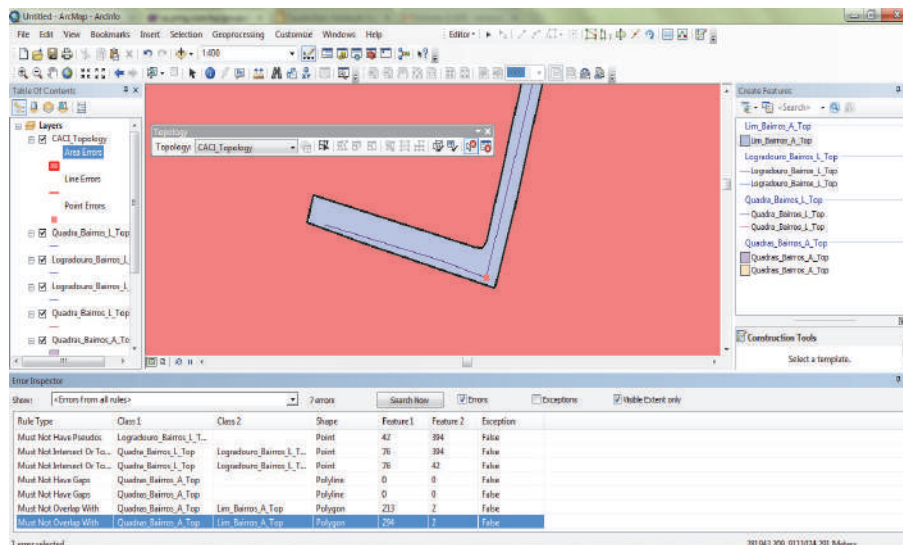 Untitled - ArcMap - ArcInfo
File Edit View Bookmarks Insert Selection Geoprocessing Customize Windows Help
Editor
1:400
Table Of Contents
Layers
CACI_Topology
Area Errors
Line Errors
Point Errors
Quadra_Bairros_L_Top
Logradouro_Bairros_L
Logradouro_Bairros_L
Quadra_Bairros_L_Top
Quadras_Bairros_A_To
Topology
Topology: CACI_Topology
Create Features
<Search>
Lim_Bairros_A_Top
Lim_Bairros_A_Top
Logradouro_Bairros_L_Top
Logradouro_Bairros_L_Top
Logradouro_Bairros_L_Top
Quadra_Bairros_L_Top
Quadra_Bairros_L_Top
Quadra_Bairros_L_Top
Quadras_Bairros_A_Top
Quadras_Bairros_A_Top
Quadras_Bairros_A_Top
Construction Tools
Select a template.
Error Inspector
Show: <Errors from all rules> 7 errors Search Now Errors Exceptions Visible Extent only
Rule Type Class 1 Class 2 Shape Feature 1 Feature 2 Exception
Must Not Have Pseudos Logradouro_Bairros_L_T... Point 42 394 False
Must Not Intersect Or To... Quadra_Bairros_L_Top Logradouro_Bairros_L_T... Point 76 394 False
Must Not Intersect Or To... Quadra_Bairros_L_Top Logradouro_Bairros_L_T... Point 76 42 False
Must Not Have Gaps Quadras_Bairros_A_Top Polyline 0 0 False
Must Not Have Gaps Quadras_Bairros_A_Top Polyline 0 0 False
Must Not Overlap With Quadras_Bairros_A_Top Lim_Bairros_A_Top Polygon 213 2 False
Must Not Overlap With Quadras_Bairros_A_Top Lim_Bairros_A_Top Polygon 294 2 False
1 error selected
Meters